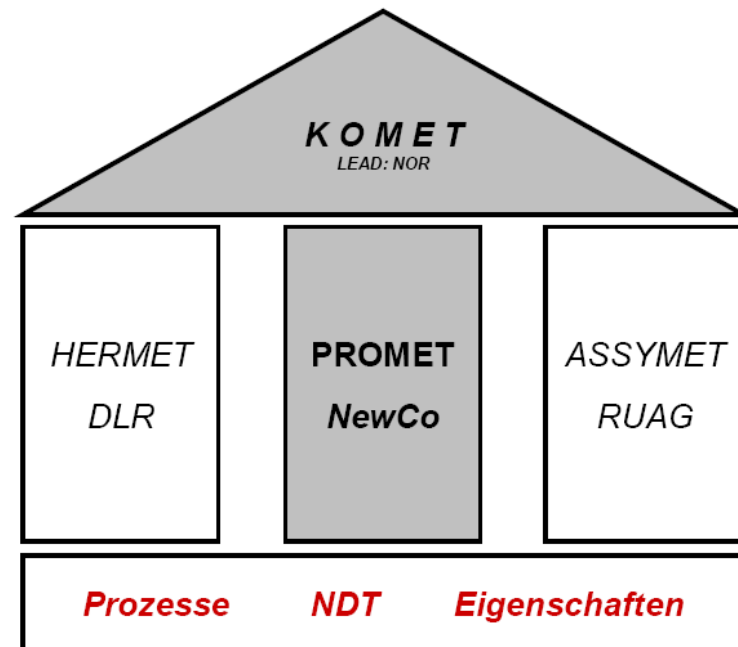 KOMET
LEAD: NOR
HERMET
DLR
PROMET
NewCo
ASSYMET
RUAG
Prozesse NDT Eigenschaften